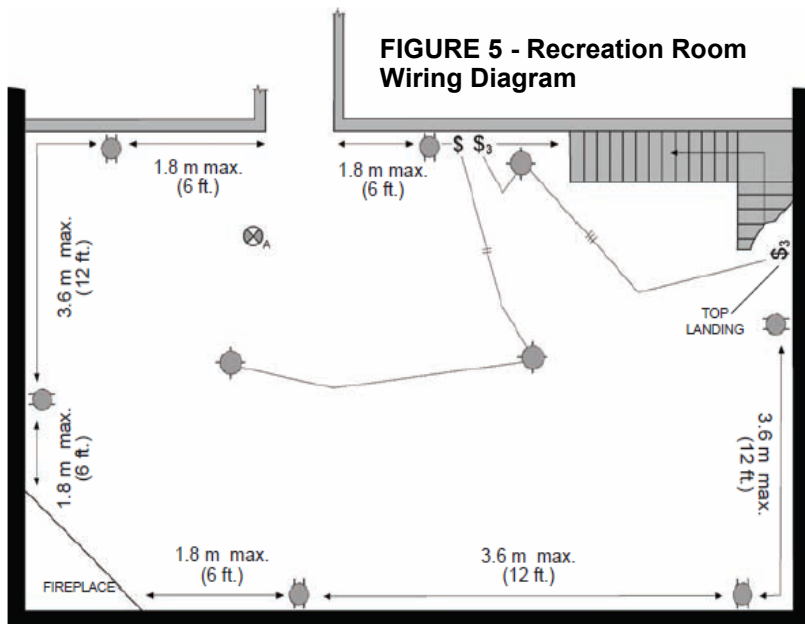 FIGURE 5 - Recreation Room
Wiring Diagram
1.8 m max.
(6 ft.)
1.8 m max.
(6 ft.)
$ $3
3.6 m max.
(12 ft.)
A
$3
TOP
LANDING
1.8 m max.
(6 ft.)
3.6 m max.
(12 ft.)
FIREPLACE
1.8 m max.
(6 ft.)
3.6 m max.
(12 ft.)